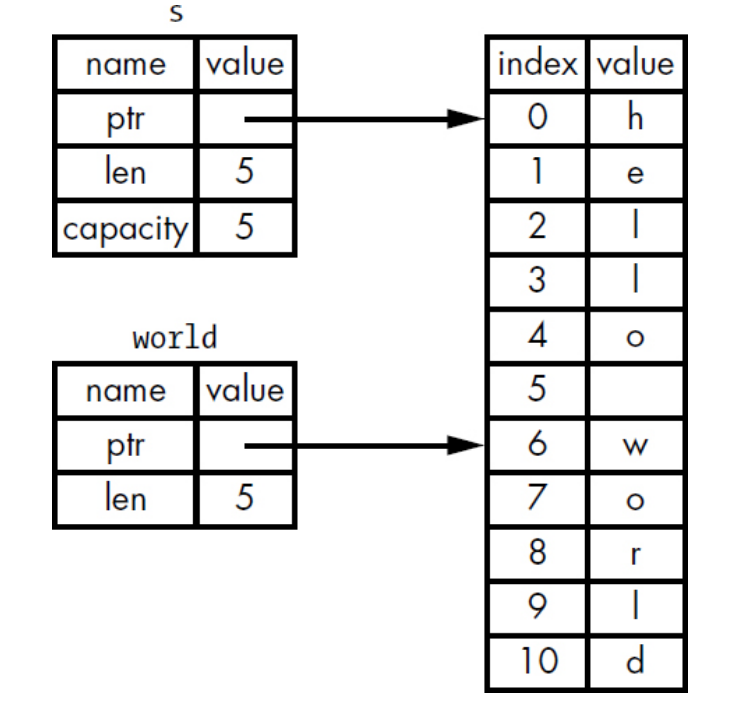 s
name value
ptr
len 5
capacity 5
world
name value
ptr
len 5
index value
0 h
1 e
2 l
3 l
4 o
5
6 w
7 o
8 r
9 l
10 d